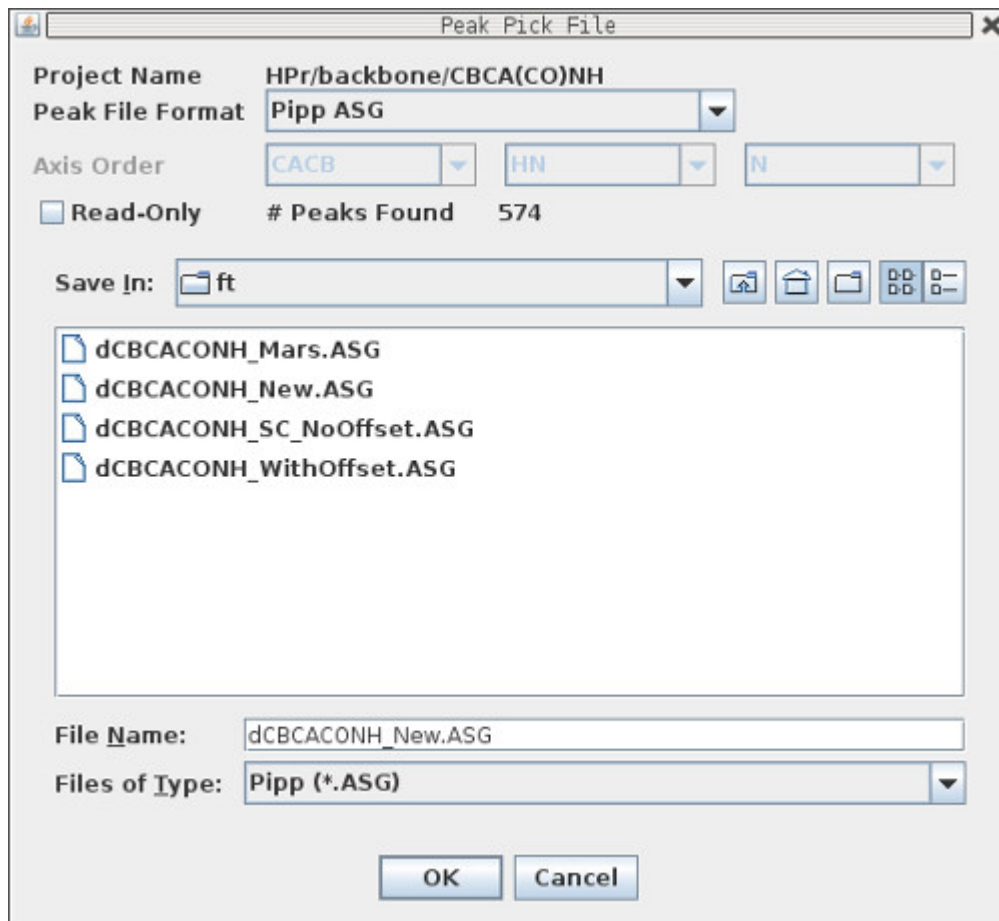 Peak Pick File
Project Name HPr/backbone/CBCA(CO)NH
Peak File Format Pipp ASG
Axis Order CACB HN N
Read-Only # Peaks Found 574
Save In: ft
dCBCACONH_Mars.ASG
dCBCACONH_New.ASG
dCBCACONH_SC_NoOffset.ASG
dCBCACONH_WithOffset.ASG
File Name: dCBCACONH_New.ASG
Files of Type: Pipp (*.ASG)
OK Cancel